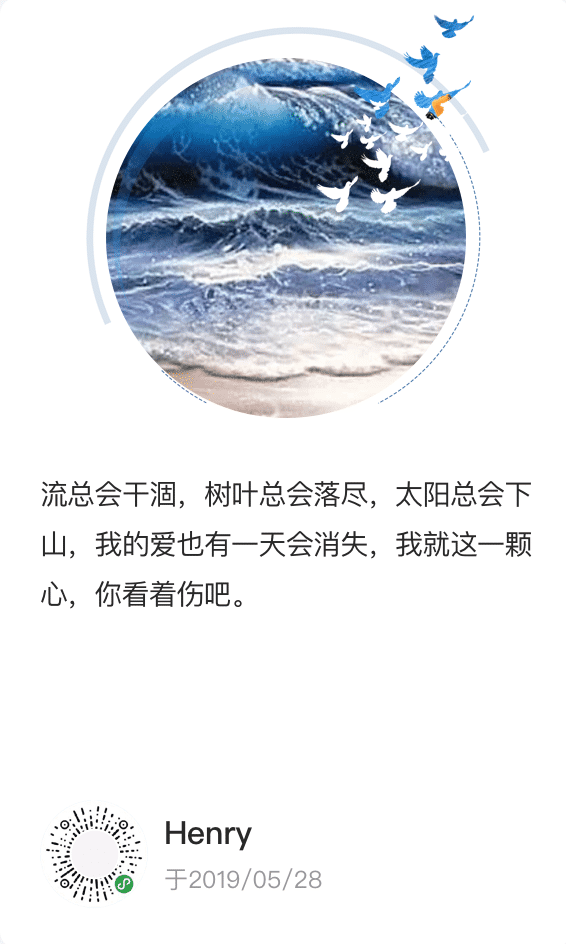 流总会干涸，树叶总会落尽，太阳总会下
山，我的爱也有一天会消失，我就这一颗
心，你看着伤吧。
Henry
于2019/05/28